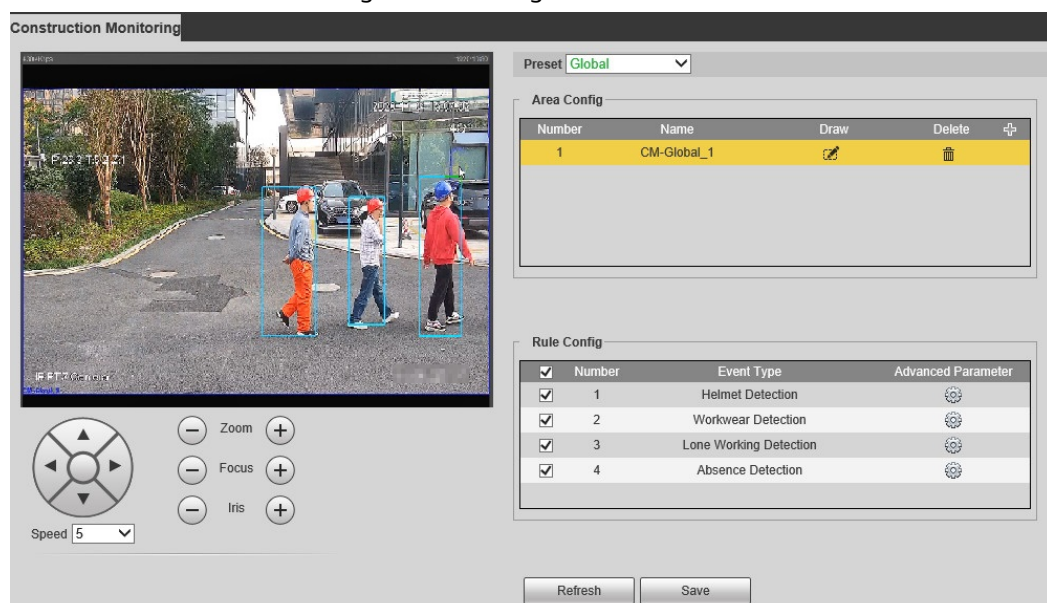 Construction Monitoring
Preset Global
Area Config
Number Name Draw Delete
1 CM-Global_1
Rule Config
Number Event Type Advanced Parameter
1 Helmet Detection
2 Workwear Detection
3 Lone Working Detection
4 Absence Detection
Zoom
Focus
Iris
Speed 5
Refresh Save